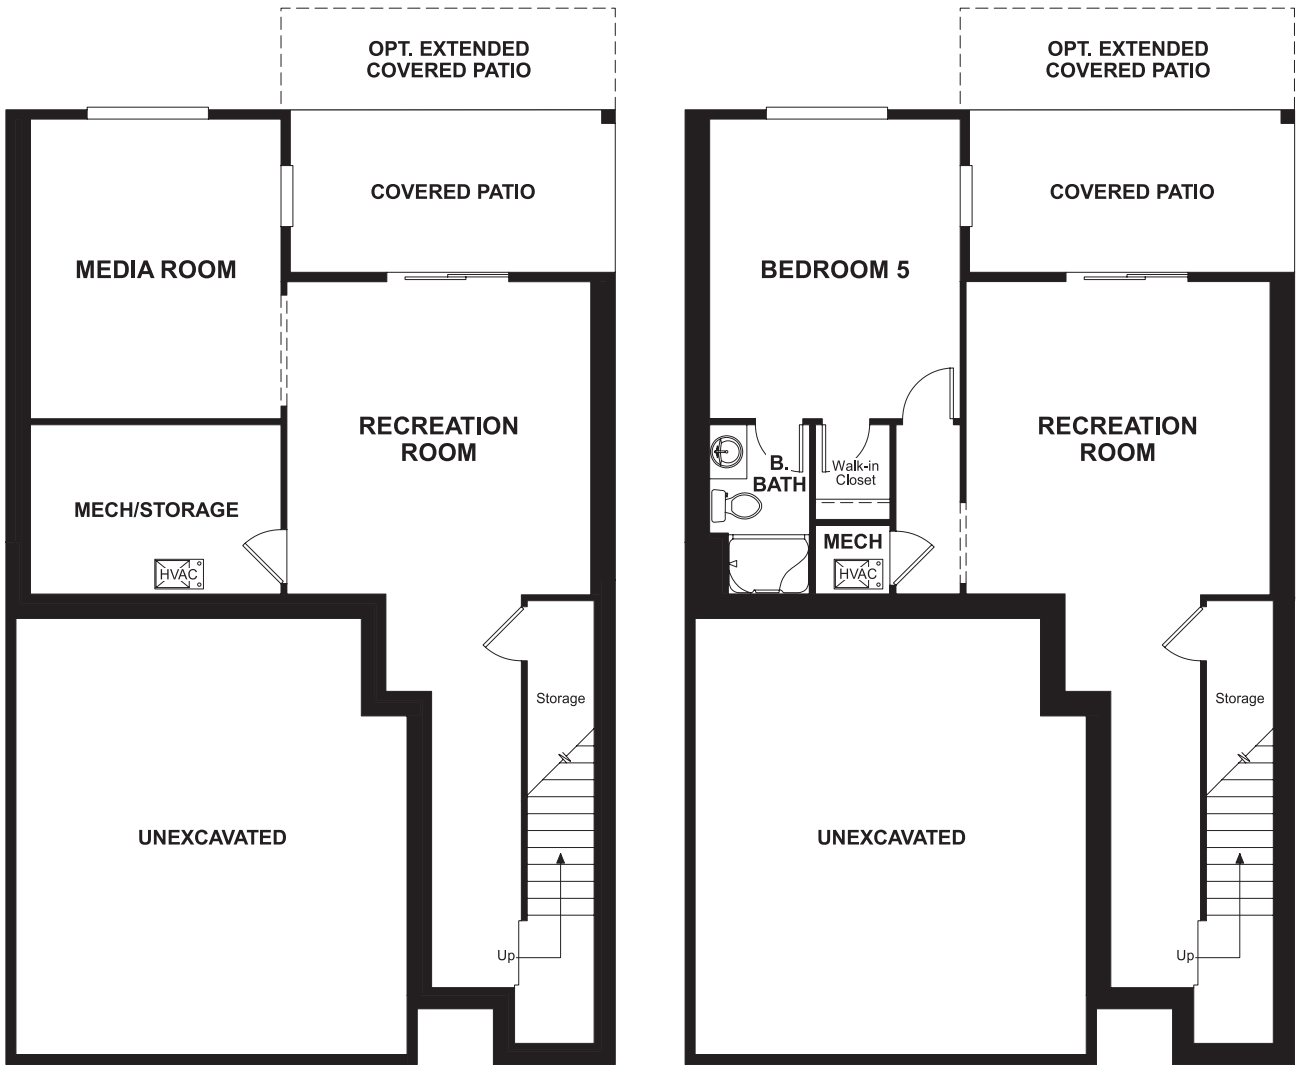 OPT. EXTENDED
COVERED PATIO
COVERED PATIO
MEDIA ROOM
RECREATION
ROOM
MECH/STORAGE
HVAC
Storage
UNEXCAVATED
Up
OPT. EXTENDED
COVERED PATIO
COVERED PATIO
BEDROOM 5
RECREATION
ROOM
B.
BATH
Walk-in
Closet
MECH
HVAC
Storage
UNEXCAVATED
Up